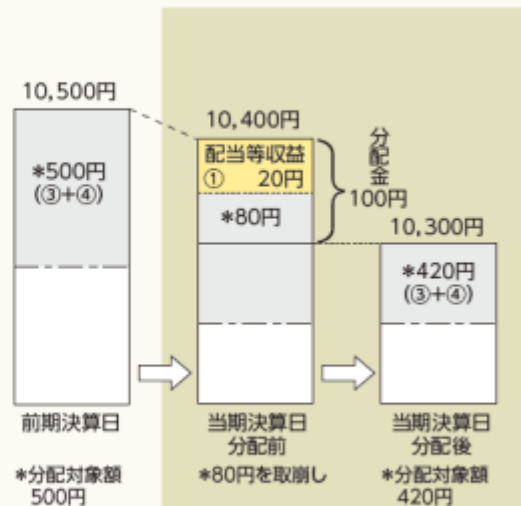 10,500円
*500円
(③+④)
前期決算日
*分配対象額
500円
10,400円
配当等収益
① 20円
*80円
分配金
100円
当期決算日
分配前
*80円を取崩し
10,300円
*420円
(③+④)
当期決算日
分配後
*分配対象額
420円